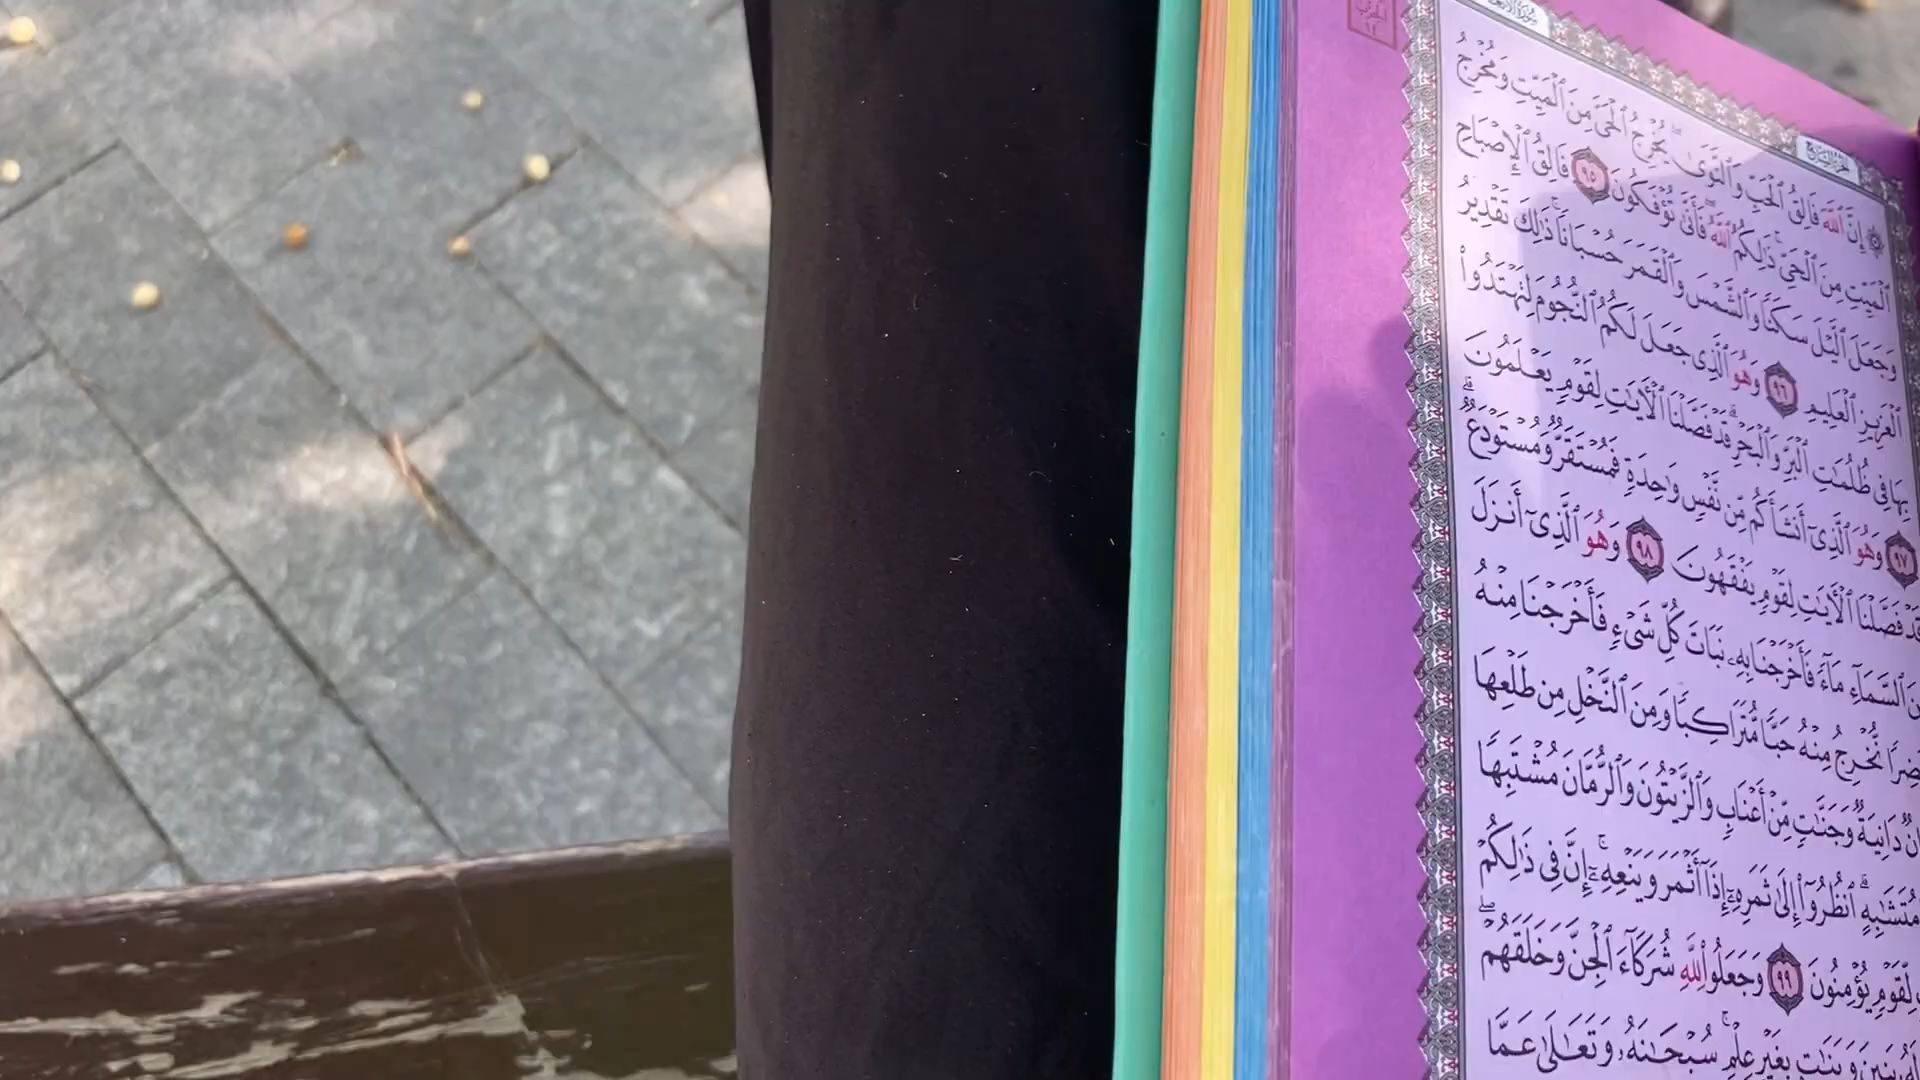 إِنَّ ٱللَّهَ فَالِقُ ٱلْحَبِّ وَٱلنَّوَىٰ ۖ يُخْرِجُ ٱلْحَىَّ مِنَ ٱلْمَيِّتِ وَمُخْرِجُ
ٱلْمَيِّتِ مِنَ ٱلْحَىِّ ۚ ذَٰلِكُمُ ٱللَّهُ ۖ فَأَنَّىٰ تُؤْفَكُونَ ٩٥ فَالِقُ ٱلْإِصْبَاحِ
وَجَعَلَ ٱلَّيْلَ سَكَنًا وَٱلشَّمْسَ وَٱلْقَمَرَ حُسْبَانًا ۚ ذَٰلِكَ تَقْدِيرُ
ٱلْعَزِيزِ ٱلْعَلِيمِ ٩٦ وَهُوَ ٱلَّذِى جَعَلَ لَكُمُ ٱلنُّجُومَ لِتَهْتَدُوا۟
بِهَا فِى ظُلُمَٰتِ ٱلْبَرِّ وَٱلْبَحْرِ ۗ قَدْ فَصَّلْنَا ٱلْءَايَٰتِ لِقَوْمٍ يَعْلَمُونَ
٩٧ وَهُوَ ٱلَّذِىٓ أَنشَأَكُم مِّن نَّفْسٍ وَٰحِدَةٍ فَمُسْتَقَرٌّ وَمُسْتَوْدَعٌ ۗ
قَدْ فَصَّلْنَا ٱلْءَايَٰتِ لِقَوْمٍ يَفْقَهُونَ ٩٨ وَهُوَ ٱلَّذِىٓ أَنزَلَ
ٱلسَّمَآءِ مَآءً فَأَخْرَجْنَا بِهِۦ نَبَاتَ كُلِّ شَىْءٍ فَأَخْرَجْنَا مِنْهُ
نُّخْرِجُ مِنْهُ حَبًّا مُّتَرَاكِبًا وَمِنَ ٱلنَّخْلِ مِن طَلْعِهَا
دَانِيَةٌ وَجَنَّٰتٍ مِّنْ أَعْنَابٍ وَٱلزَّيْتُونَ وَٱلرُّمَّانَ مُشْتَبِهًا
مُتَشَٰبِهٍ ۗ ٱنظُرُوٓا۟ إِلَىٰ ثَمَرِهِۦٓ إِذَآ أَثْمَرَ وَيَنْعِهِۦٓ ۚ إِنَّ فِى ذَٰلِكُمْ
لِّقَوْمٍ يُؤْمِنُونَ ٩٩ وَجَعَلُوا۟ لِلَّهِ شُرَكَآءَ ٱلْجِنَّ وَخَلَقَهُمْ ۖ
بَنِينَ وَبَنَٰتٍ بِغَيْرِ عِلْمٍ ۚ سُبْحَٰنَهُۥ وَتَعَٰلَىٰ عَمَّا